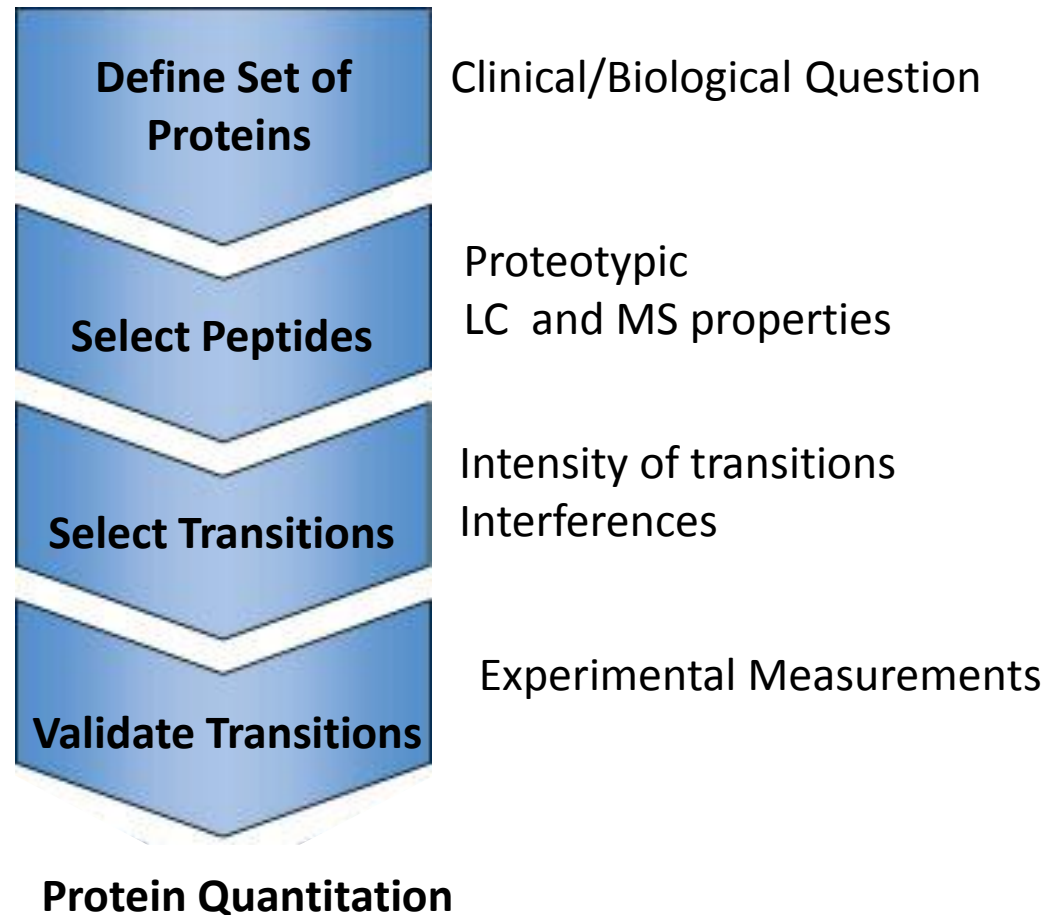 Define Set of
Proteins
Clinical/Biological Question
Select Peptides
Proteotypic
LC and MS properties
Select Transitions
Intensity of transitions
Interferences
Validate Transitions
Experimental Measurements
Protein Quantitation